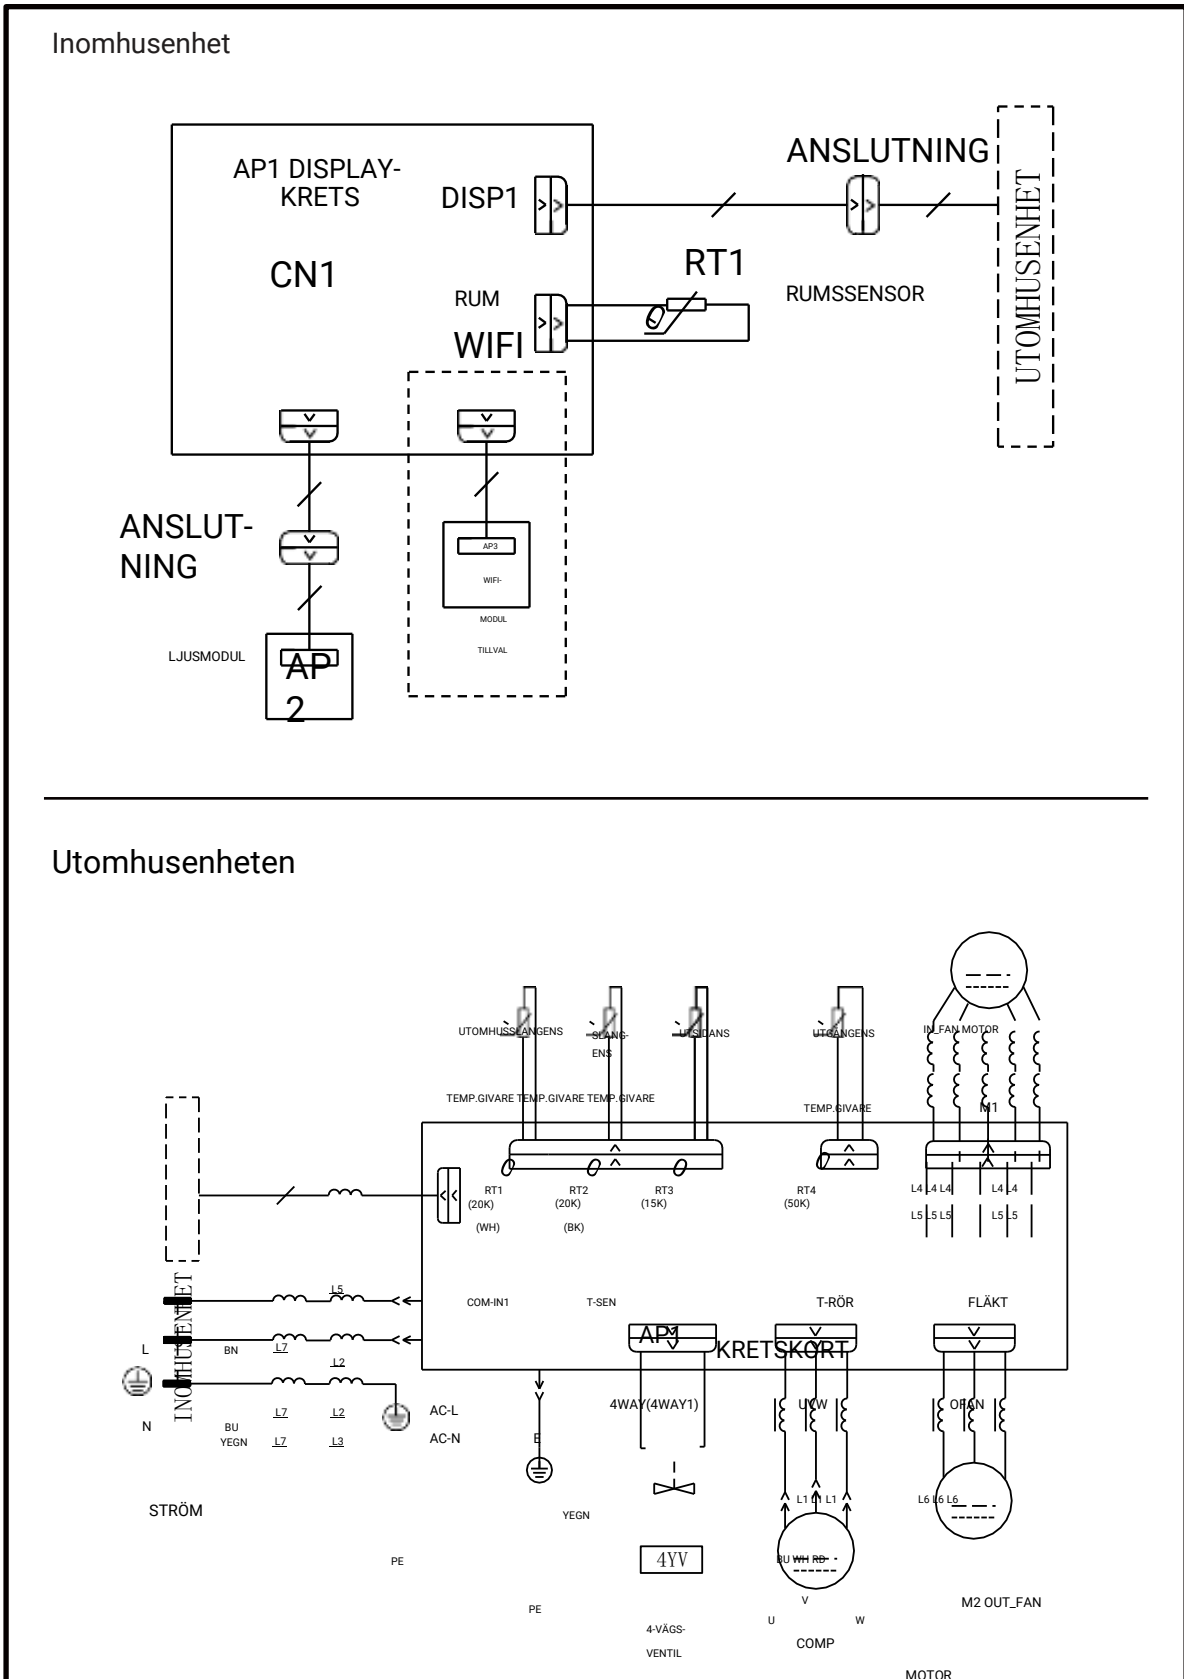 Inomhusenhet
AP1 DISPLAY-
KRETS
DISP1
ANSLUTNING
UTOMHUSENHET
CN1
RT1
RUM
RUMSSENSOR
WIFI
ANSLUT-
NING
AP3
WIFI-
MODUL
TILLVAL
LJUSMODUL
AP
2
Utomhusenheten
UTOMHUSSLANGENS
SLANG-
ENS
UTSIDANS
UTGÅNGENS
IN_FAN MOTOR
TEMP.GIVARE TEMP.GIVARE TEMP.GIVARE
TEMP.GIVARE
M1
RT1
(20K)
(WH)
RT2
(20K)
(BK)
RT3
(15K)
RT4
(50K)
L4 L4 L4 L4 L4
L5 L5 L5 L5 L5
INOMHUSENHET
L5
COM-IN1
T-SEN
T-RÖR
FLÄKT
AP1
KRETSKORT
L
BN
L7
L2
N
BU
YEGN
L7
L2
L7
L3
AC-L
AC-N
E
4WAY(4WAY1)
UVW
OFAN
STRÖM
YEGN
L1 L1 L1
L6 L6 L6
PE
4YV
BU WH RD
PE
V
U
W
M2 OUT_FAN
4-VÄGS-
VENTIL
COMP
MOTOR